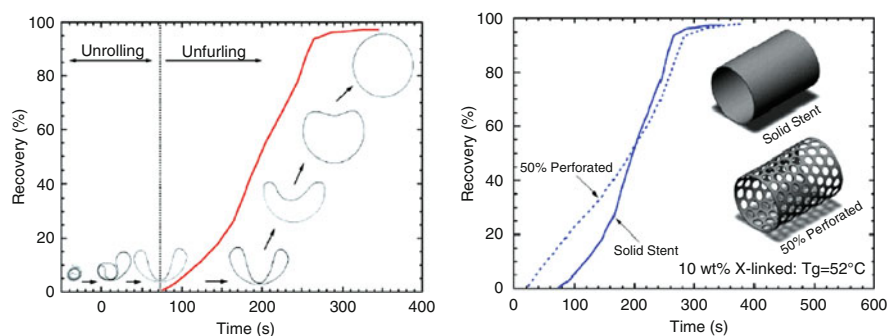 100
80
60
40
20
0
Recovery (%)
Unrolling
Unfurling
0
100
200
300
400
Time (s)
100
80
60
40
20
0
Recovery (%)
50% Perforated
Solid Stent
Solid Stent
50% Perforated
10 wt% X-linked: Tg=52°C
0
100
200
300
400
500
600
Time (s)